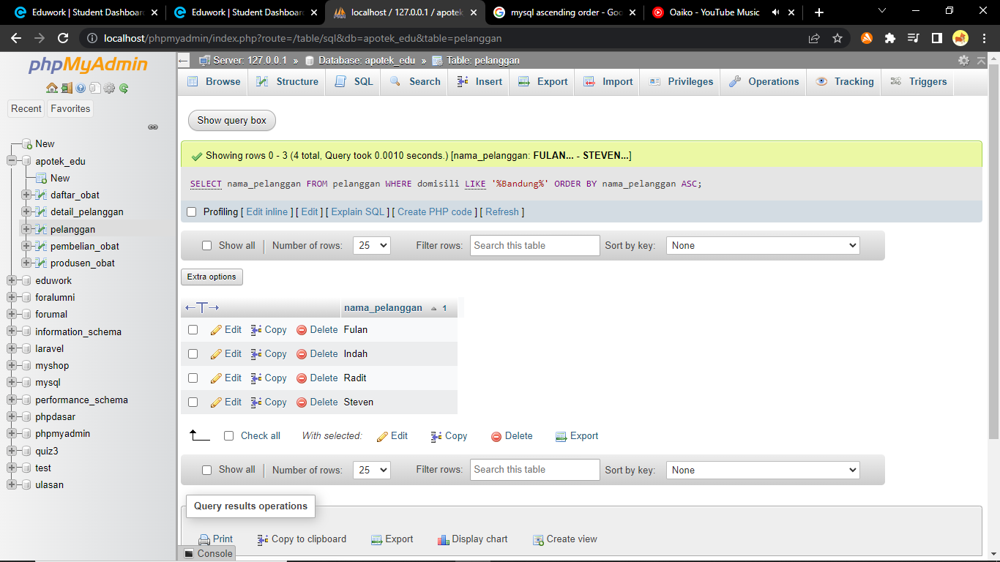 Eduwork | Student Dashboar
Eduwork | Student Dashboar
localhost / 127.0.0.1 / apotek
mysql ascending order - Goo
Oaiko - YouTube Music
localhost/phpmyadmin/index.php?route=/table/sql&db=apotek_edu&table=pelanggan
phpMyAdmin
Recent
Favorites
New
apotek_edu
New
daftar_obat
detail_pelanggan
pelanggan
pembelian_obat
produsen_obat
eduwork
foralumni
forumal
information_schema
laravel
myshop
mysql
performance_schema
phpdasar
phpmyadmin
quiz3
test
ulasan
Server: 127.0.0.1 » Database: apotek_edu » Table: pelanggan
Browse Structure SQL Search Insert Export Import Privileges Operations Tracking Triggers
Show query box
Showing rows 0 - 3 (4 total, Query took 0.0010 seconds.) [nama_pelanggan: FULAN... - STEVEN...]
SELECT nama_pelanggan FROM pelanggan WHERE domisili LIKE '%Bandung%' ORDER BY nama_pelanggan ASC;
Profiling [ Edit inline ] [ Edit ] [ Explain SQL ] [ Create PHP code ] [ Refresh ]
Show all | Number of rows: 25 Filter rows: Search this table Sort by key: None
Extra options
←T→ nama_pelanggan 1
Edit Copy Delete Fulan
Edit Copy Delete Indah
Edit Copy Delete Radit
Edit Copy Delete Steven
Check all With selected: Edit Copy Delete Export
Show all | Number of rows: 25 Filter rows: Search this table Sort by key: None
Query results operations
Print Copy to clipboard Export Display chart Create view
Console